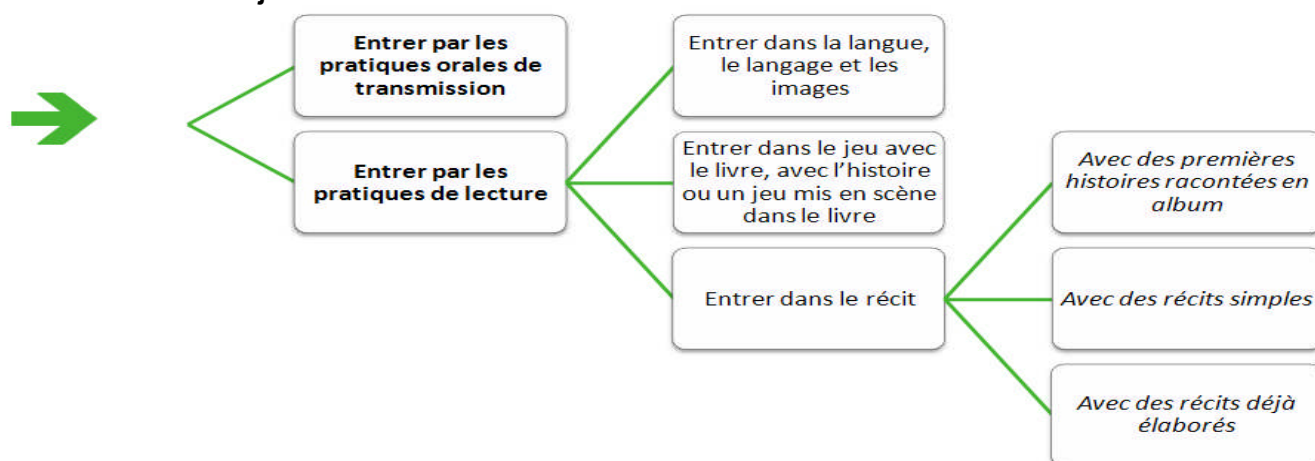 Entrer par les
pratiques orales de
transmission
Entrer par les
pratiques de lecture
Entrer dans la langue,
le langage et les
images
Entrer dans le jeu avec
le livre, avec l’histoire
ou un jeu mis en scène
dans le livre
Entrer dans le récit
Avec des premières
histoires racontées en
album
Avec des récits simples
Avec des récits déjà
élaborés